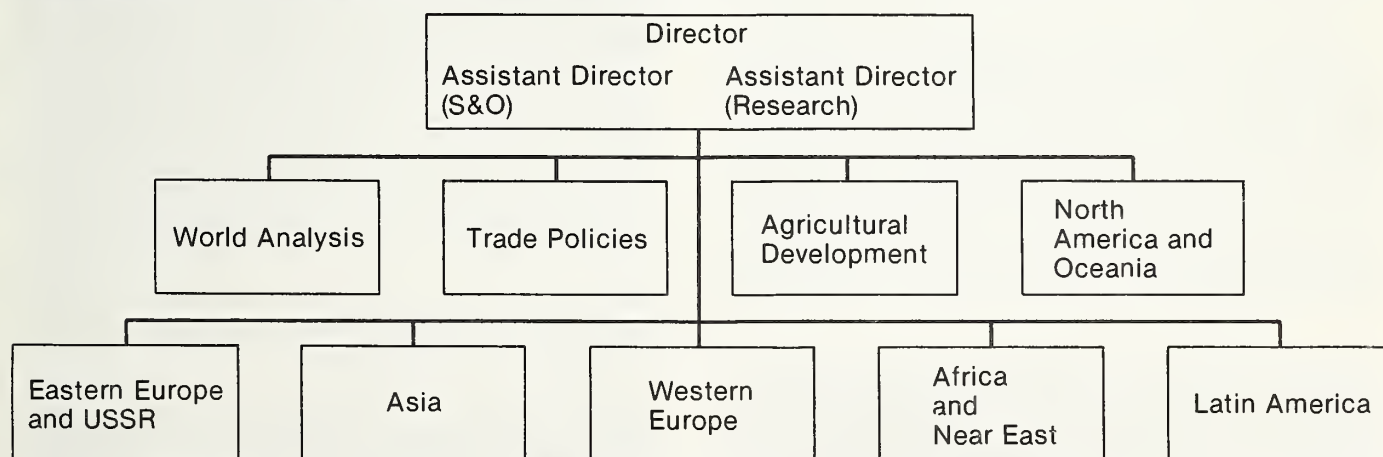 Director
Assistant Director
(S&O)
Assistant Director
(Research)
World Analysis
Trade Policies
Agricultural
Development
North
America and
Oceania
Eastern Europe
and USSR
Asia
Western
Europe
Africa
and
Near East
Latin America